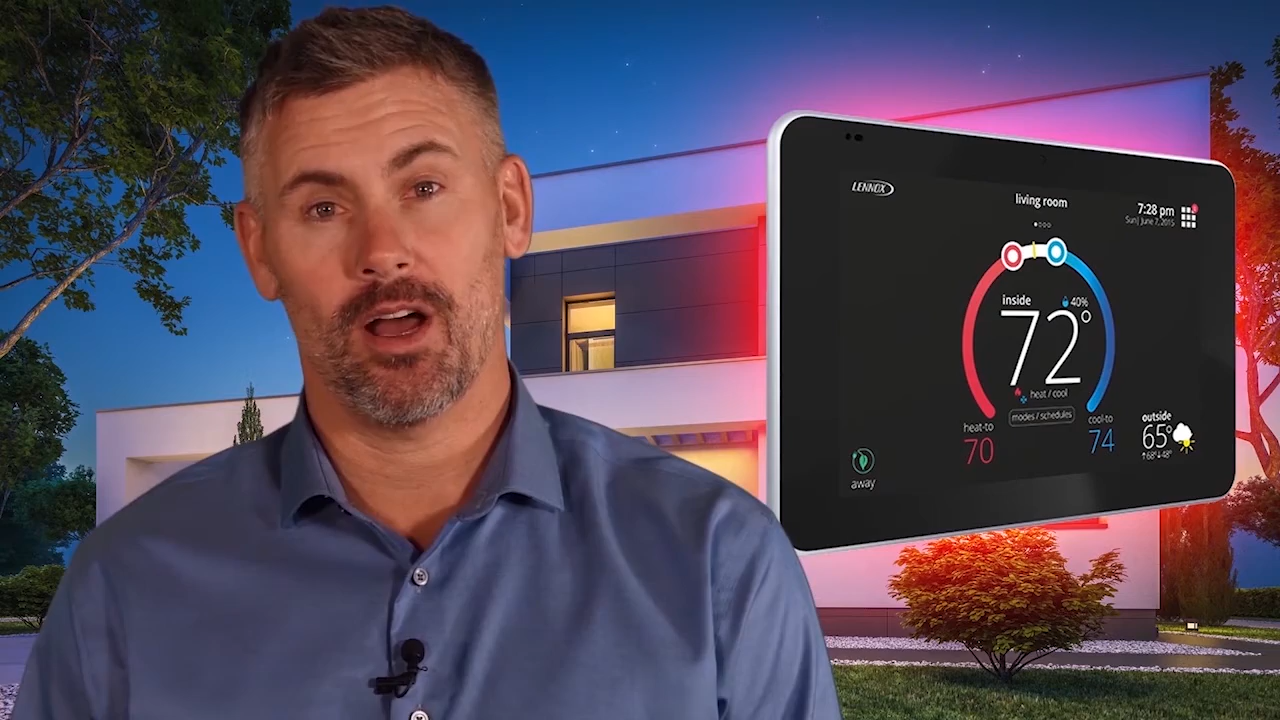 LENNOX
living room
7:28 pm
Sun| June 7, 2015
inside
40%
72°
heat / cool
modes / schedules
heat-to
70
cool-to
74
outside
65°
↑68°↓48°
away